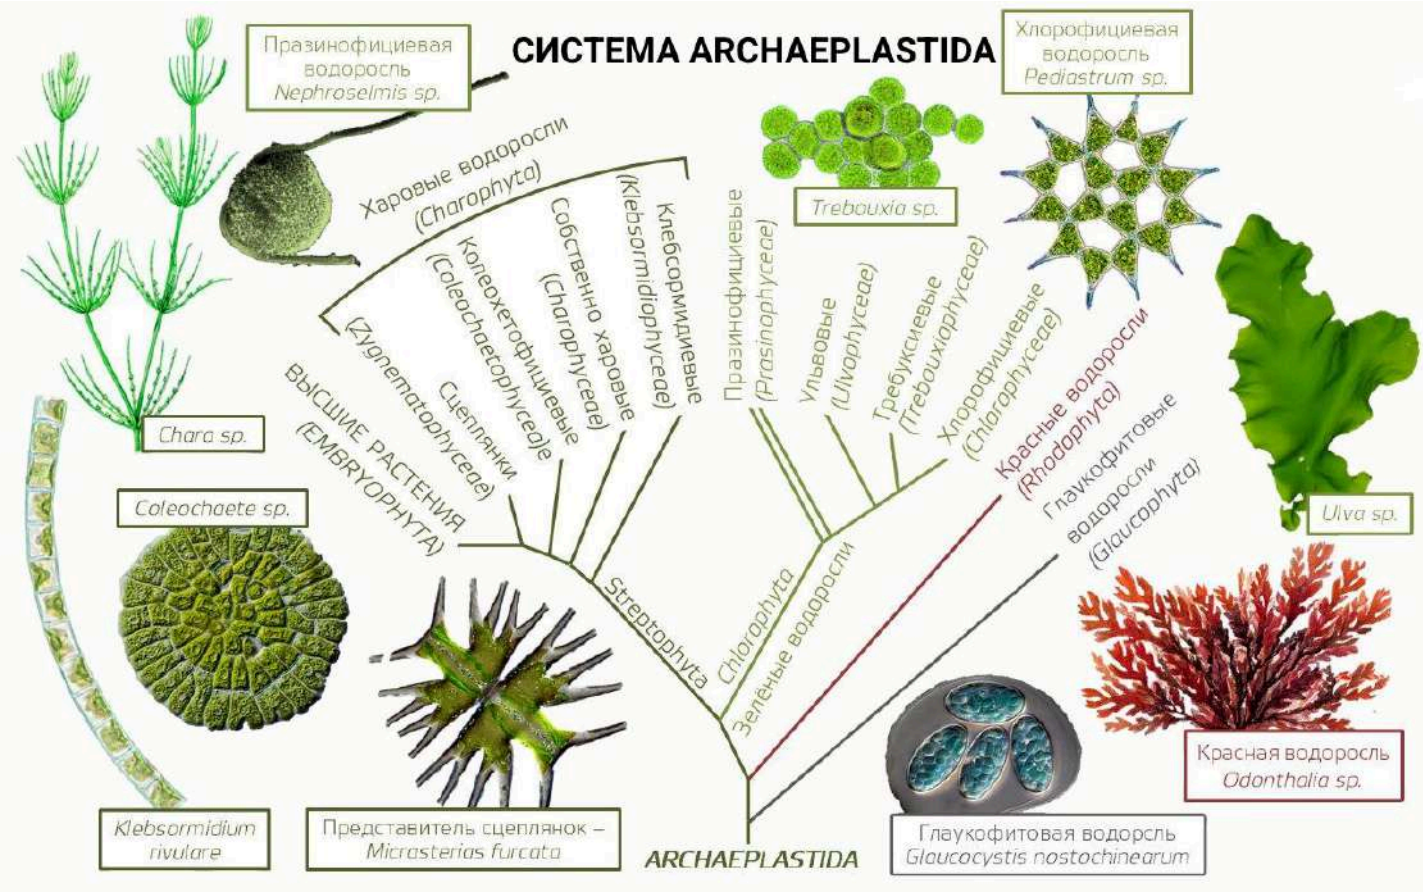 СИСТЕМА ARCHAEPLASTIDA
Празинофициевая
водоросль
Nephroselmis sp.
Хлорофициевая
водоросль
Pediastrum sp.
Trebouxia sp.
Харовые водоросли
(Charophyta)
ВЫСШИЕ РАСТЕНИЯ
(EMBRYOPHYTA)
Сцеплянки
(Zygnematophyceae)
Колеохетофициевые
(Coleochaetophyceaje
Собственно харовые
(Charophyceae)
Клебсормидиевые
(Klebsormidiophyceae)
Празинофициевые
(Prasinophyceae)
Ульвовые
(Ulvophyceae)
Требуксиевые
(Trebouxiophyceae)
Хлорофициевые
(Chlorophyceae)
Красные водоросли
(Rhodophyta)
Глаукофитовые
водоросли
(Glaucophyta)
Chara sp.
Coleochaete sp.
Ulva sp.
Streptophyta
Chlorophyta
Зелёные водоросли
Красная водоросль
Odonthalia sp.
Klebsormidium
rivulare
Представитель сцеплянок –
Micrasterias furcata
Глаукофитовая водорсль
Glaucocystis nostochinearum
ARCHAEPLASTIDA